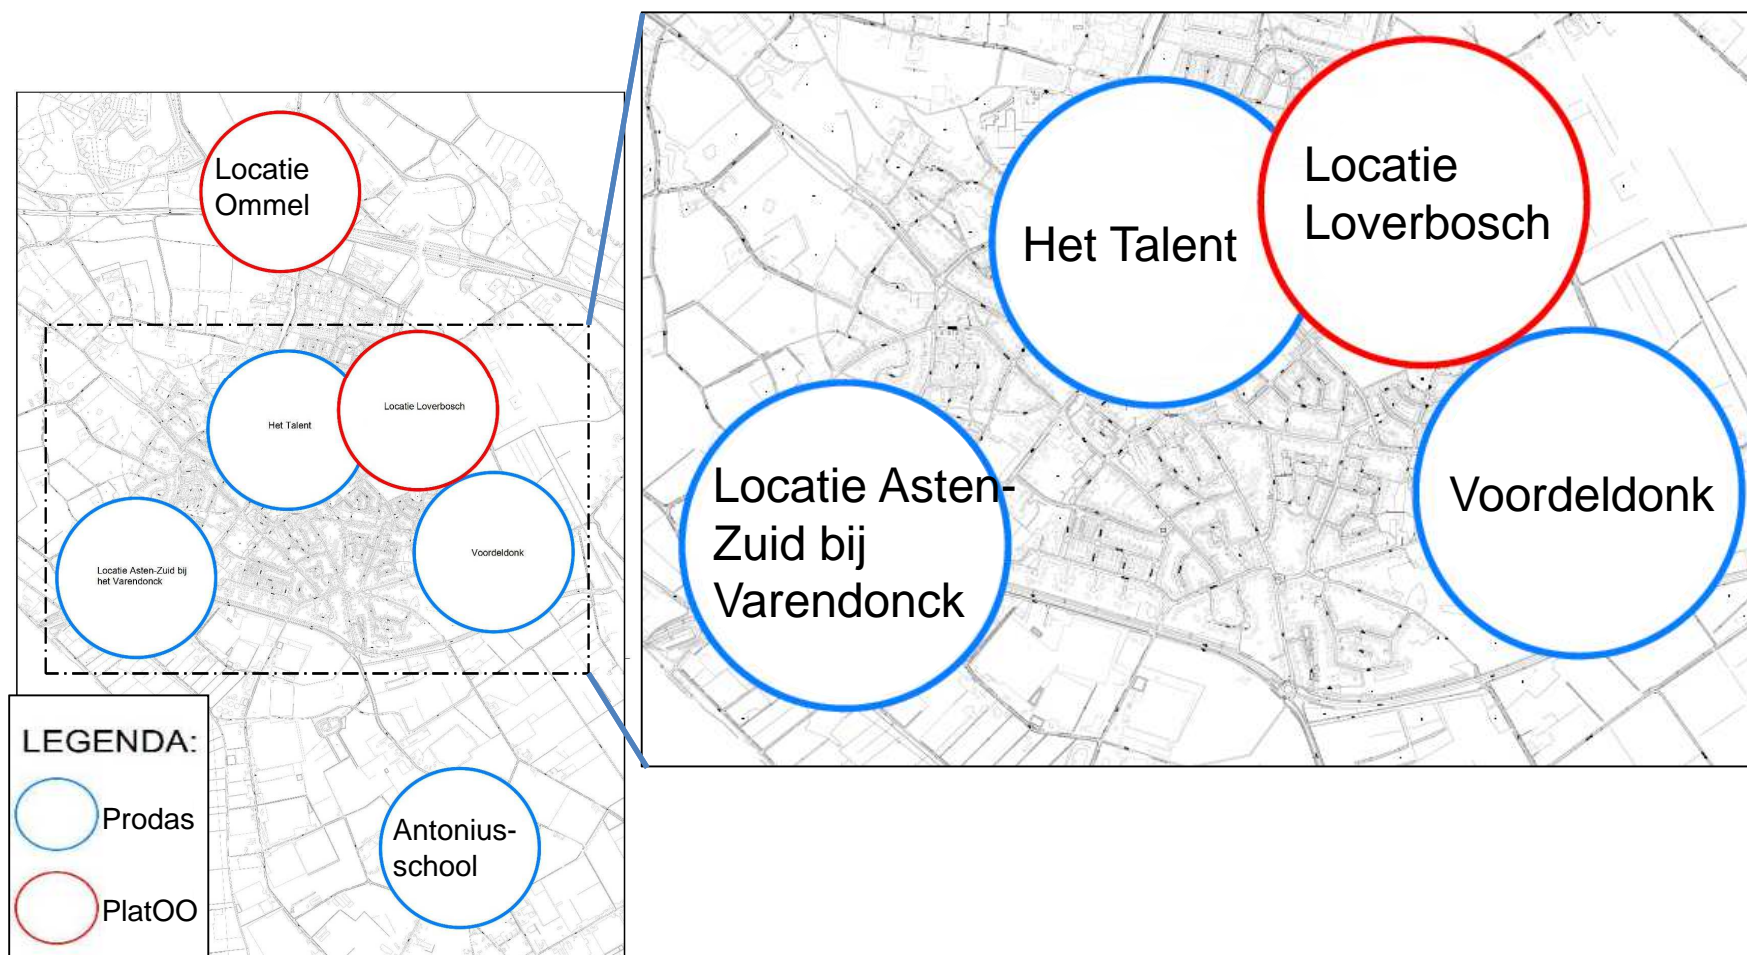 Locatie
Ommel
Het Talent
Locatie Loverbosch
Locatie Asten-Zuid bij
het Varendonck
Voordeldonk
Antonius-
school
LEGENDA:
Prodas
PlatOO
Het Talent
Locatie
Loverbosch
Locatie Asten-
Zuid bij
Varendonck
Voordeldonk